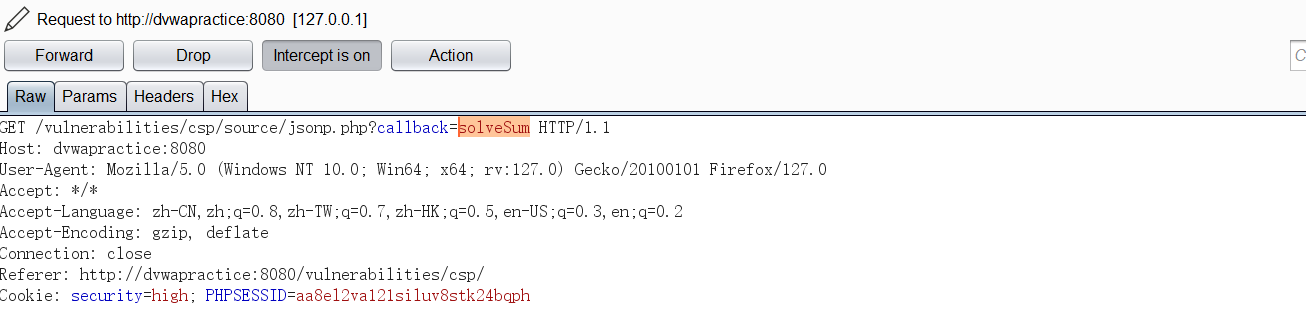 Request to http://dvwapractice:8080 [127.0.0.1]
Forward Drop Intercept is on Action
C
Raw Params Headers Hex
GET /vulnerabilities/csp/source/jsonp.php?callback=solveSum HTTP/1.1
Host: dvwapractice:8080
User-Agent: Mozilla/5.0 (Windows NT 10.0; Win64; x64; rv:127.0) Gecko/20100101 Firefox/127.0
Accept: */*
Accept-Language: zh-CN,zh;q=0.8,zh-TW;q=0.7,zh-HK;q=0.5,en-US;q=0.3,en;q=0.2
Accept-Encoding: gzip, deflate
Connection: close
Referer: http://dvwapractice:8080/vulnerabilities/csp/
Cookie: security=high; PHPSESSID=aa8el2va121siluv8stk24bqph